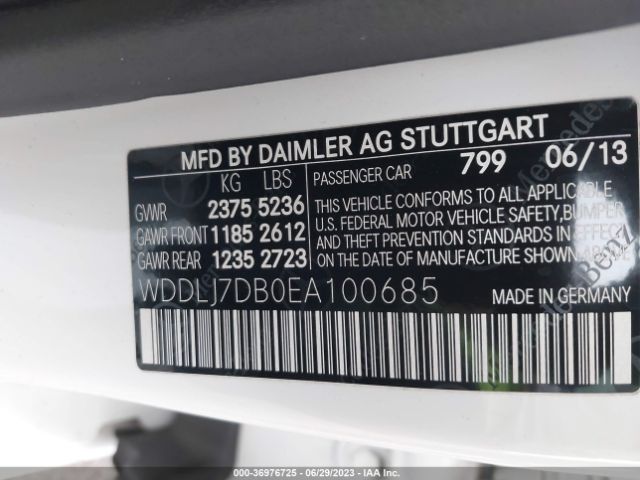 MFD BY DAIMLER AG STUTTGART
KG LBS
GVWR 2375 5236
GAWR FRONT 1185 2612
GAWR REAR 1235 2723
PASSENGER CAR 799 06/13
THIS VEHICLE CONFORMS TO ALL APPLICABLE
U.S. FEDERAL MOTOR VEHICLE SAFETY, BUMPER
AND THEFT PREVENTION STANDARDS IN EFFECT
ON THE DATE OF MANUFACTURE SHOWN ABOVE
WDDLJ7DB0EA100685 MADE IN GERMANY
Mercedes-Benz
000-36976725 - 06/29/2023 - IAA, Inc.